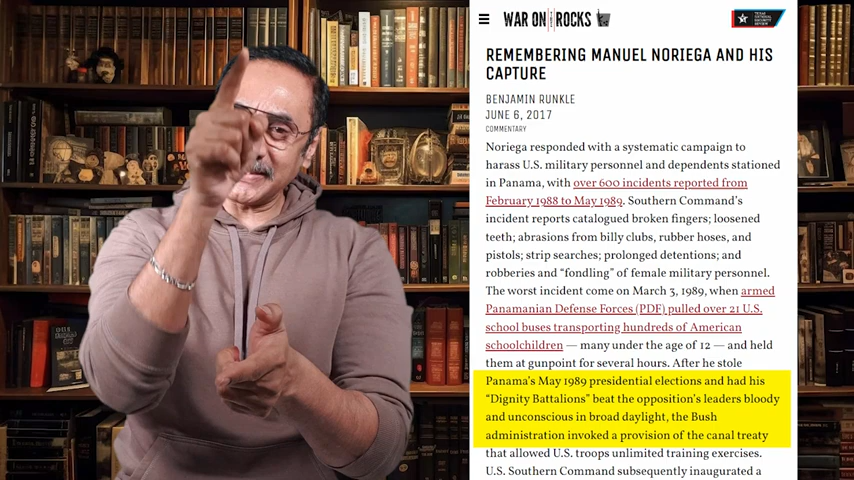 WAR ON ROCKS
TEXAS
NATIONAL
SECURITY
REVIEW
REMEMBERING MANUEL NORIEGA AND HIS
CAPTURE
BENJAMIN RUNKLE
JUNE 6, 2017
COMMENTARY
Noriega responded with a systematic campaign to
harass U.S. military personnel and dependents stationed
in Panama, with over 600 incidents reported from
February 1988 to May 1989. Southern Command's
incident reports catalogued broken fingers; loosened
teeth; abrasions from billy clubs, rubber hoses, and
pistols; strip searches; prolonged detentions; and
robberies and “fondling” of female military personnel.
The worst incident come on March 3, 1989, when armed
Panamanian Defense Forces (PDF) pulled over 21 U.S.
school buses transporting hundreds of American
schoolchildren — many under the age of 12 — and held
them at gunpoint for several hours. After he stole
Panama's May 1989 presidential elections and had his
“Dignity Battalions” beat the opposition's leaders bloody
and unconscious in broad daylight, the Bush
administration invoked a provision of the canal treaty
that allowed U.S. troops unlimited training exercises.
U.S. Southern Command subsequently inaugurated a